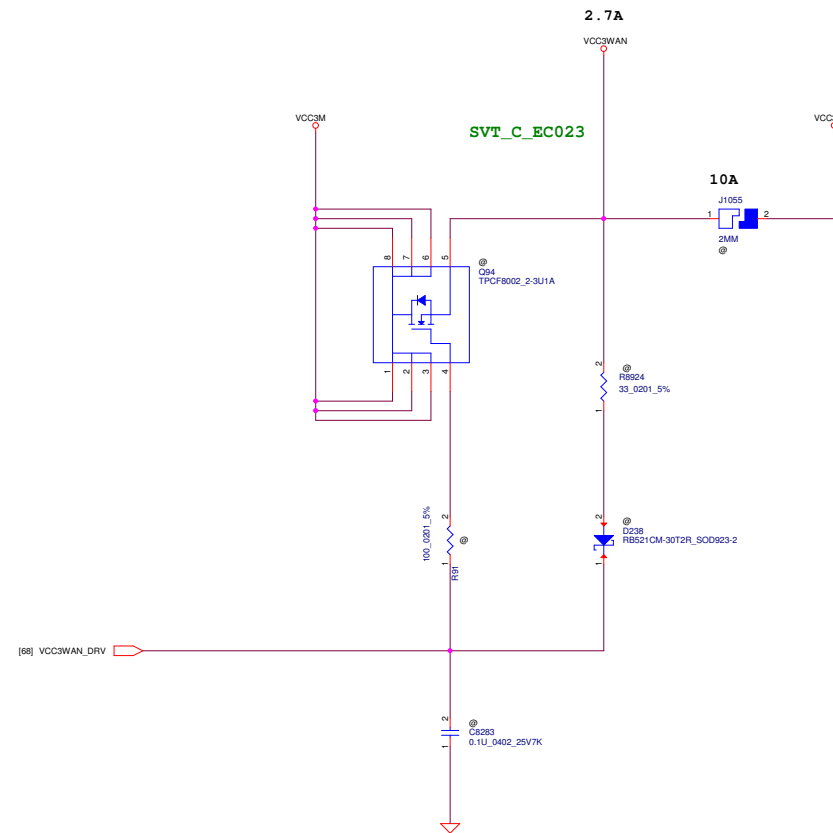 2.7A
VCC3WAN
VCC3M
VCC3
SVT_C_EC023
10A
J1055
1
2
2MM
@
8
7
6
5
@
Q94
TPCF8002_2-3U1A
1
2
3
4
2
@
R8924
33_0201_5%
1
100_0201_5%
2
@
1
R91
2
@
D238
RB521CM-30T2R_SOD923-2
1
[68] VCC3WAN_DRV
2
@
C8283
0.1U_0402_25V7K
1